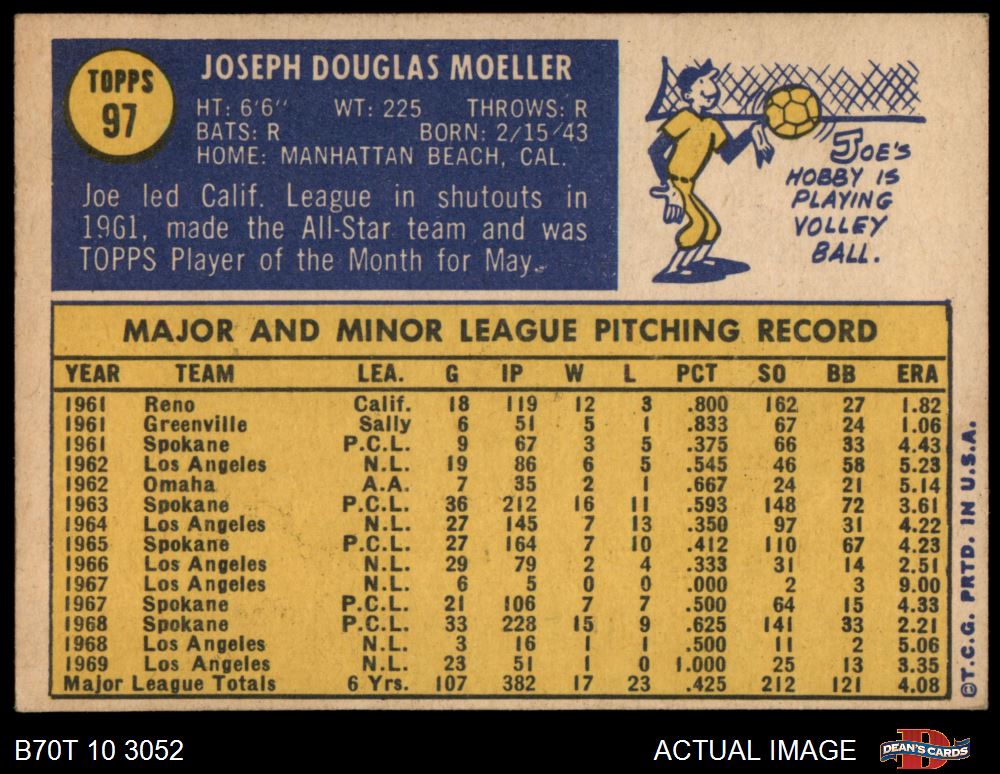 TOPPS
97
JOSEPH DOUGLAS MOELLER
HT: 6'6" WT: 225 THROWS: R
BATS: R BORN: 2/15/43
HOME: MANHATTAN BEACH, CAL.
Joe led Calif. League in shutouts in
1961, made the All-Star team and was
TOPPS Player of the Month for May.
JOE'S
HOBBY IS
PLAYING
VOLLEY
BALL.
MAJOR AND MINOR LEAGUE PITCHING RECORD
YEAR TEAM LEA. G IP W L PCT SO BB ERA
1961 Reno Calif. 18 119 12 3 .800 162 27 1.82
1961 Greenville Sally 6 51 5 1 .833 67 24 1.06
1961 Spokane P.C.L. 9 67 3 5 .375 66 33 4.43
1962 Los Angeles N.L. 19 86 6 5 .545 46 58 5.23
1962 Omaha A.A. 7 35 2 1 .667 24 21 5.14
1963 Spokane P.C.L. 36 212 16 11 .593 148 72 3.61
1964 Los Angeles N.L. 27 145 7 13 .350 97 31 4.22
1965 Spokane P.C.L. 27 164 7 10 .412 110 67 4.23
1966 Los Angeles N.L. 29 79 2 4 .333 31 14 2.51
1967 Los Angeles N.L. 6 5 0 0 .000 2 3 9.00
1967 Spokane P.C.L. 21 106 7 7 .500 64 15 4.33
1968 Spokane P.C.L. 33 228 15 9 .625 141 33 2.21
1968 Los Angeles N.L. 3 16 1 1 .500 11 2 5.06
1969 Los Angeles N.L. 23 51 1 0 1.000 25 13 3.35
Major League Totals 6 Yrs. 107 382 17 23 .425 212 121 4.08
©T.C.G. PRTD. IN U.S.A.
B70T 10 3052 ACTUAL IMAGE
DEAN'S CARDS